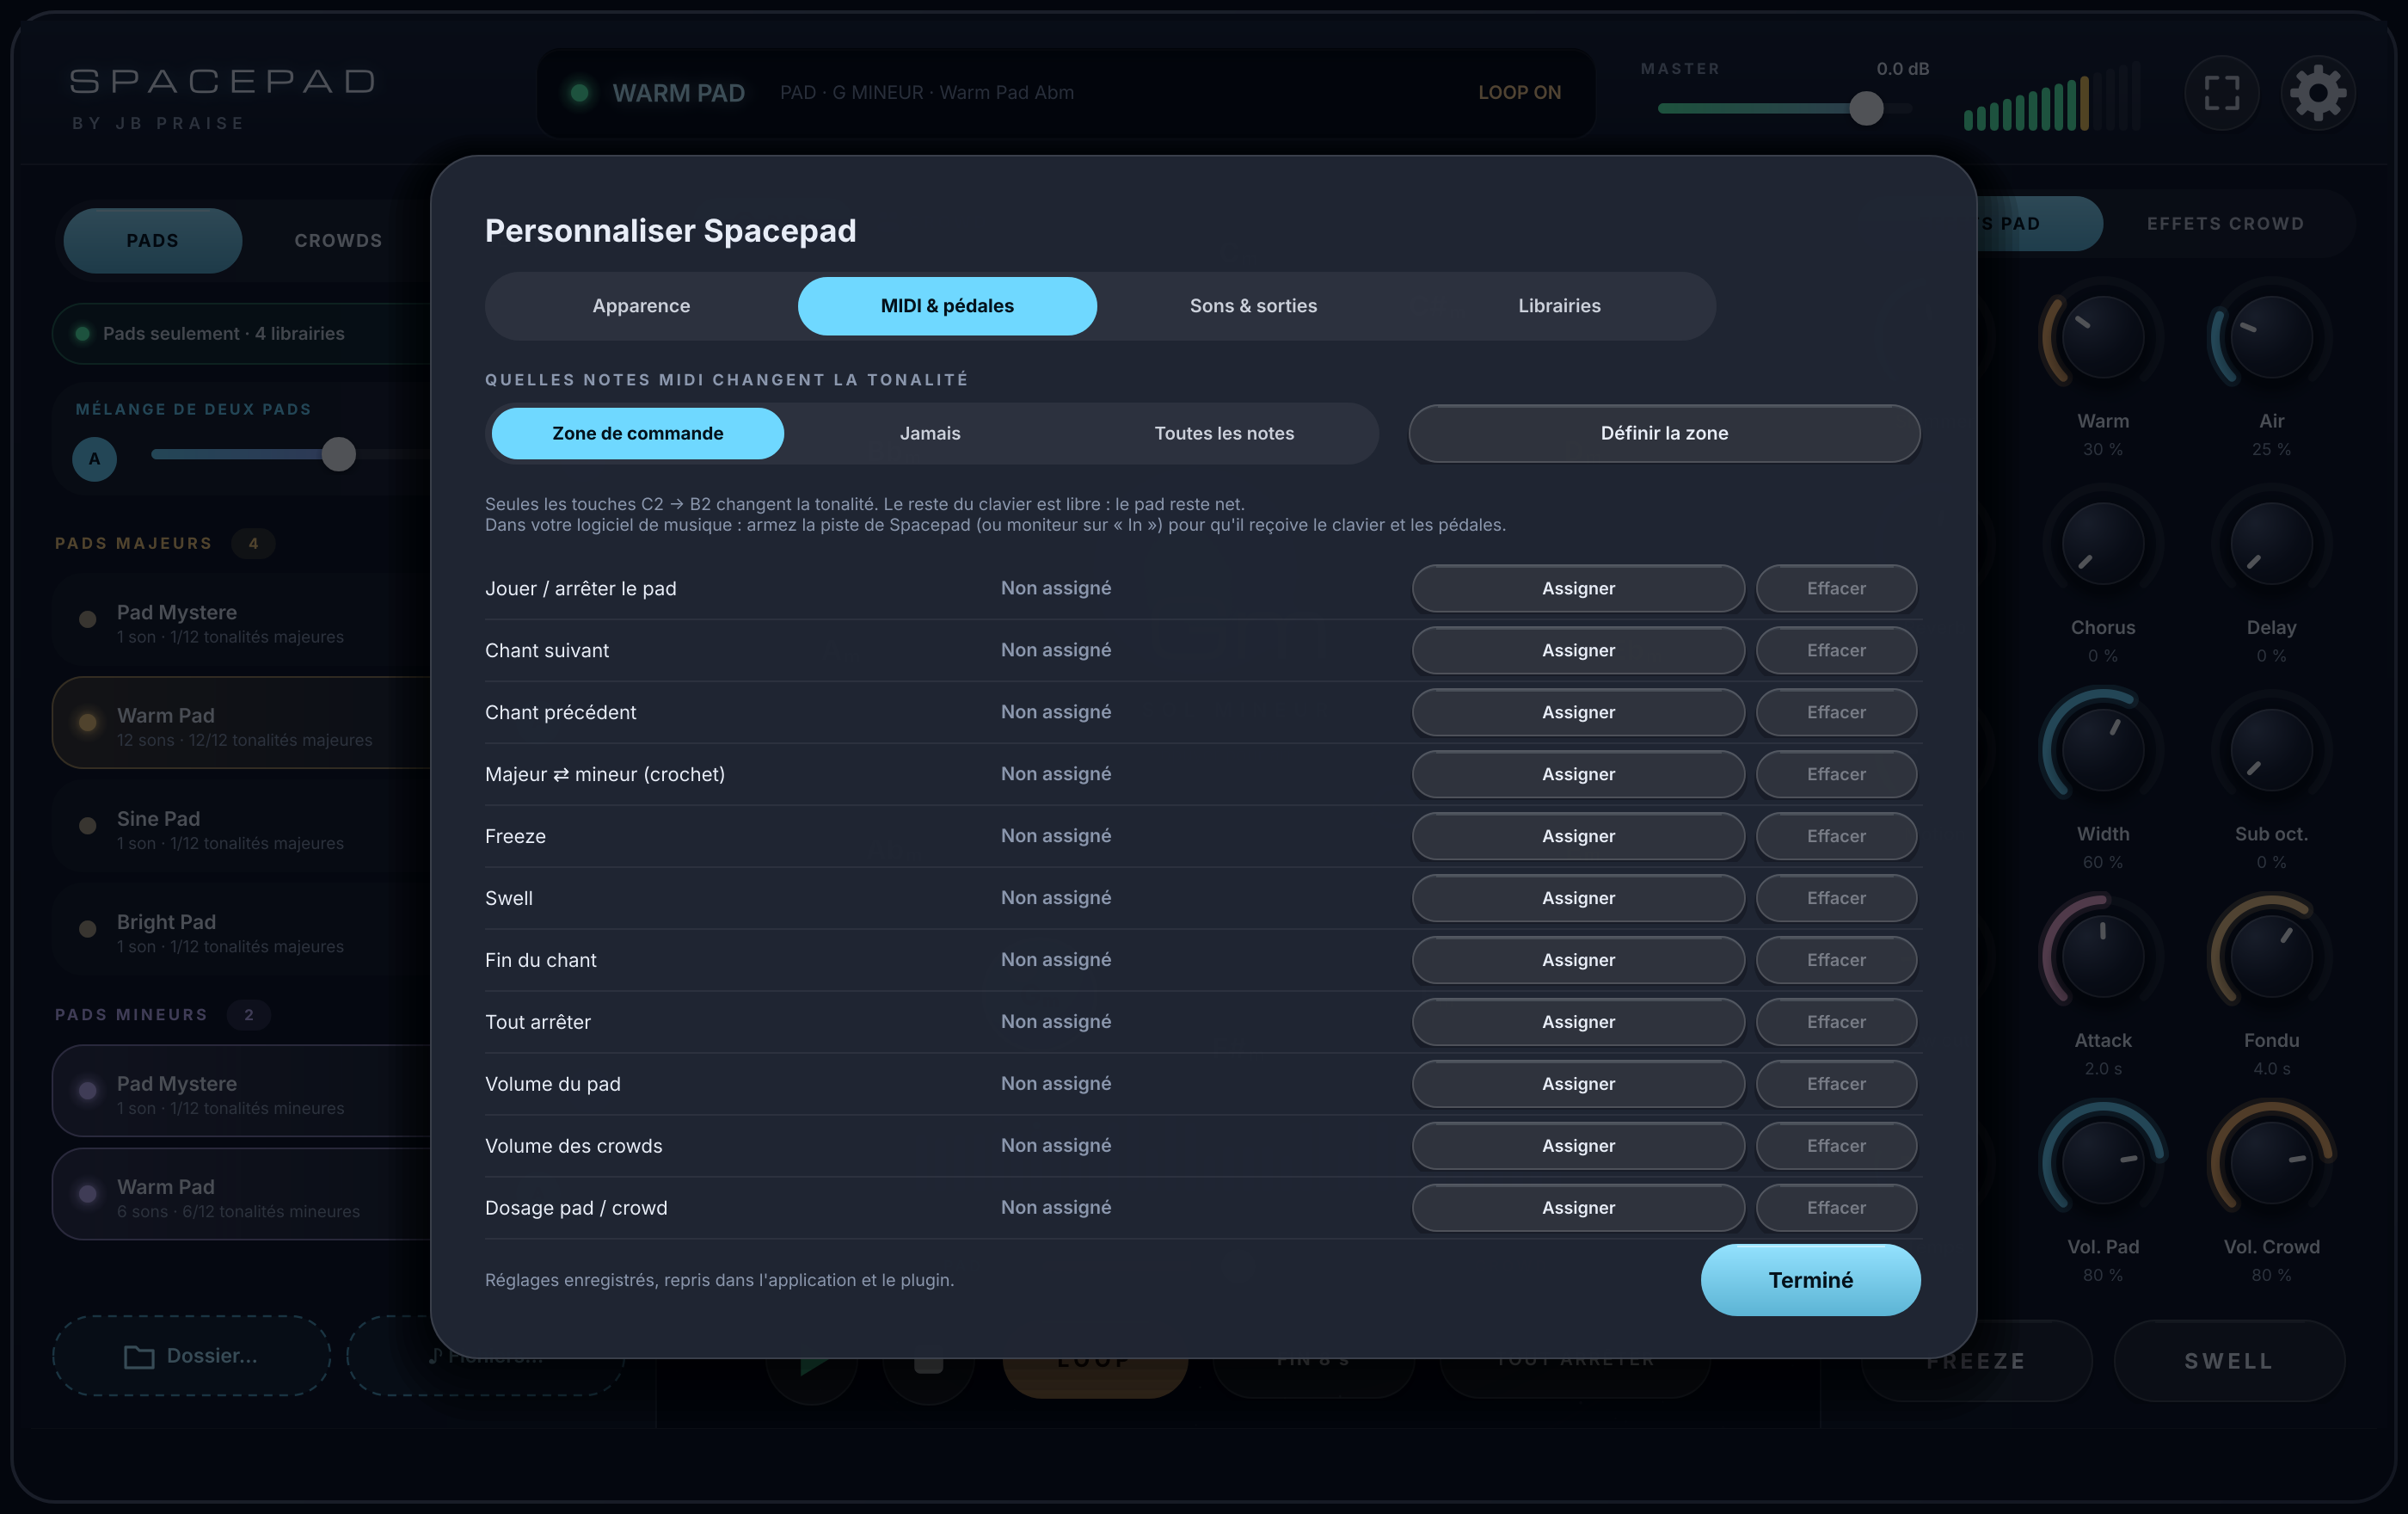 SPACEPAD
BY JB PRAISE
WARM PAD
PAD · G MINEUR · Warm Pad Abm
LOOP ON
MASTER
0.0 dB
PADS
CROWDS
Pads seulement · 4 librairies
MÉLANGE DE DEUX PADS
A
PADS MAJEURS
4
Pad Mystere
1 son · 1/12 tonalités majeures
Warm Pad
12 sons · 12/12 tonalités majeures
Sine Pad
1 son · 1/12 tonalités majeures
Bright Pad
1 son · 1/12 tonalités majeures
PADS MINEURS
2
Pad Mystere
1 son · 1/12 tonalités mineures
Warm Pad
6 sons · 6/12 tonalités mineures
Dossier...
Personnaliser Spacepad
Apparence
MIDI & pédales
Sons & sorties
Librairies
QUELLES NOTES MIDI CHANGENT LA TONALITÉ
Zone de commande
Jamais
Toutes les notes
Définir la zone
Seules les touches C2 → B2 changent la tonalité. Le reste du clavier est libre : le pad reste net.
Dans votre logiciel de musique : armez la piste de Spacepad (ou moniteur sur « In ») pour qu'il reçoive le clavier et les pédales.
Jouer / arrêter le pad Non assigné Assigner Effacer
Chant suivant Non assigné Assigner Effacer
Chant précédent Non assigné Assigner Effacer
Majeur ⇄ mineur (crochet) Non assigné Assigner Effacer
Freeze Non assigné Assigner Effacer
Swell Non assigné Assigner Effacer
Fin du chant Non assigné Assigner Effacer
Tout arrêter Non assigné Assigner Effacer
Volume du pad Non assigné Assigner Effacer
Volume des crowds Non assigné Assigner Effacer
Dosage pad / crowd Non assigné Assigner Effacer
Réglages enregistrés, repris dans l'application et le plugin.
Terminé
LOOP
FIN 8 s
TOUT ARRÊTER
PAD
EFFETS CROWD
Warm
30 %
Air
25 %
Chorus
0 %
Delay
0 %
Width
60 %
Sub oct.
0 %
Attack
2.0 s
Fondu
4.0 s
Vol. Pad
80 %
Vol. Crowd
80 %
FREEZE
SWELL